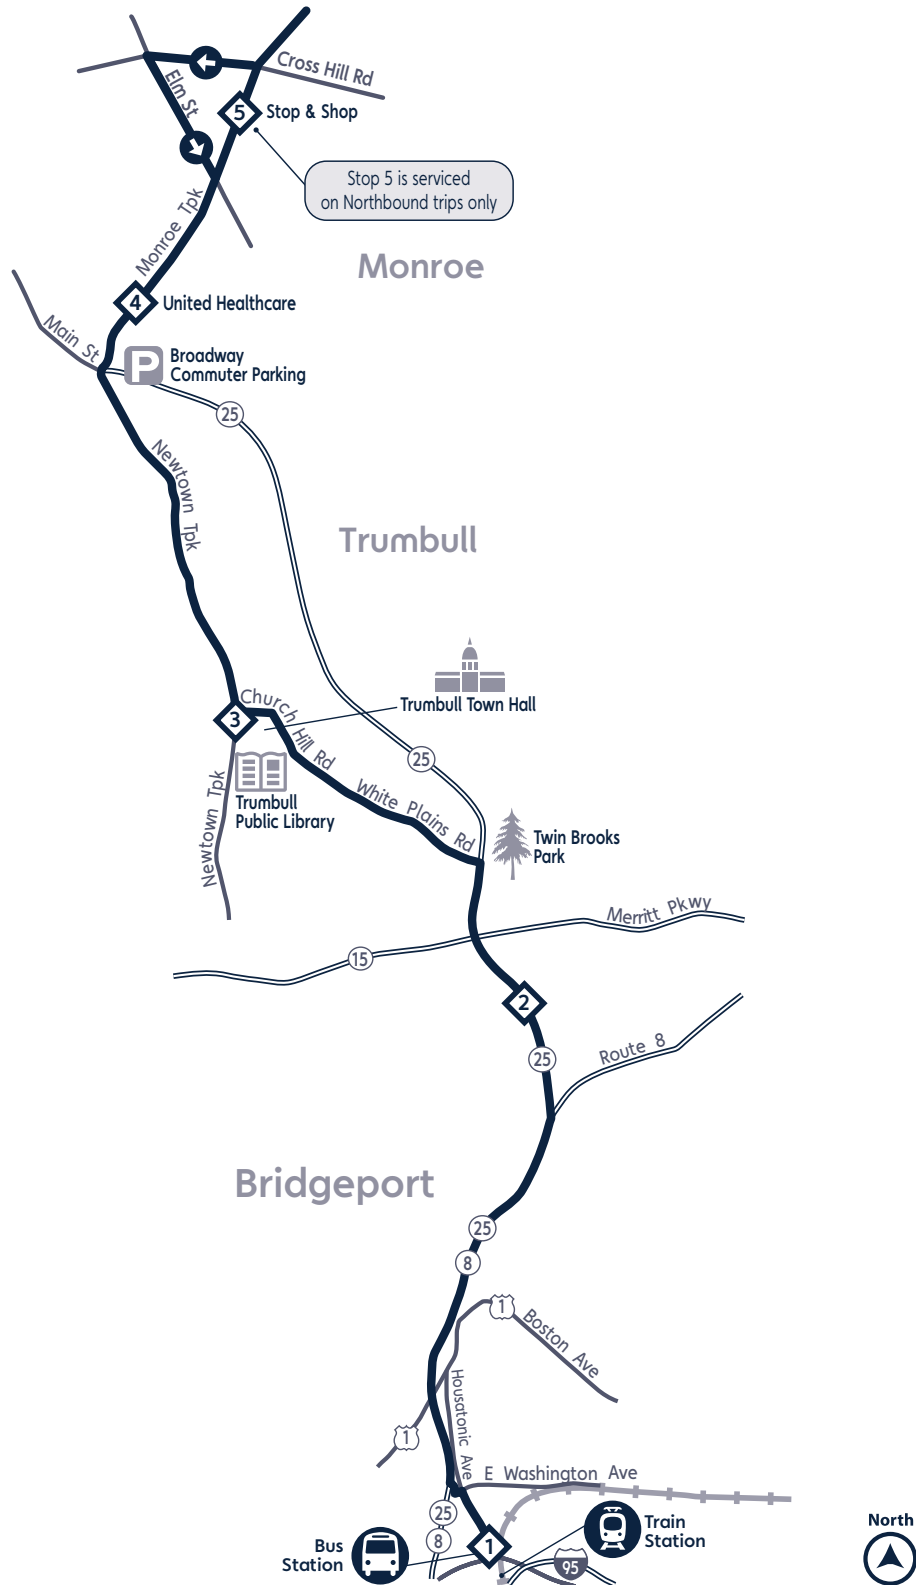 Cross Hill Rd
Elm St
5
Stop & Shop
Stop 5 is serviced
on Northbound trips only
Monroe Tpk
Monroe
4
United Healthcare
Main St
P
Broadway
Commuter Parking
25
Newtown Tpk
Trumbull
Church Hill Rd
3
Trumbull Town Hall
25
Newtown Tpk
Trumbull
Public Library
White Plains Rd
Twin Brooks
Park
Merritt Pkwy
15
2
25
Route 8
Bridgeport
25
8
1
Boston Ave
Housatonic Ave
1
E Washington Ave
25
8
Bus
Station
1
Train
Station
95
North